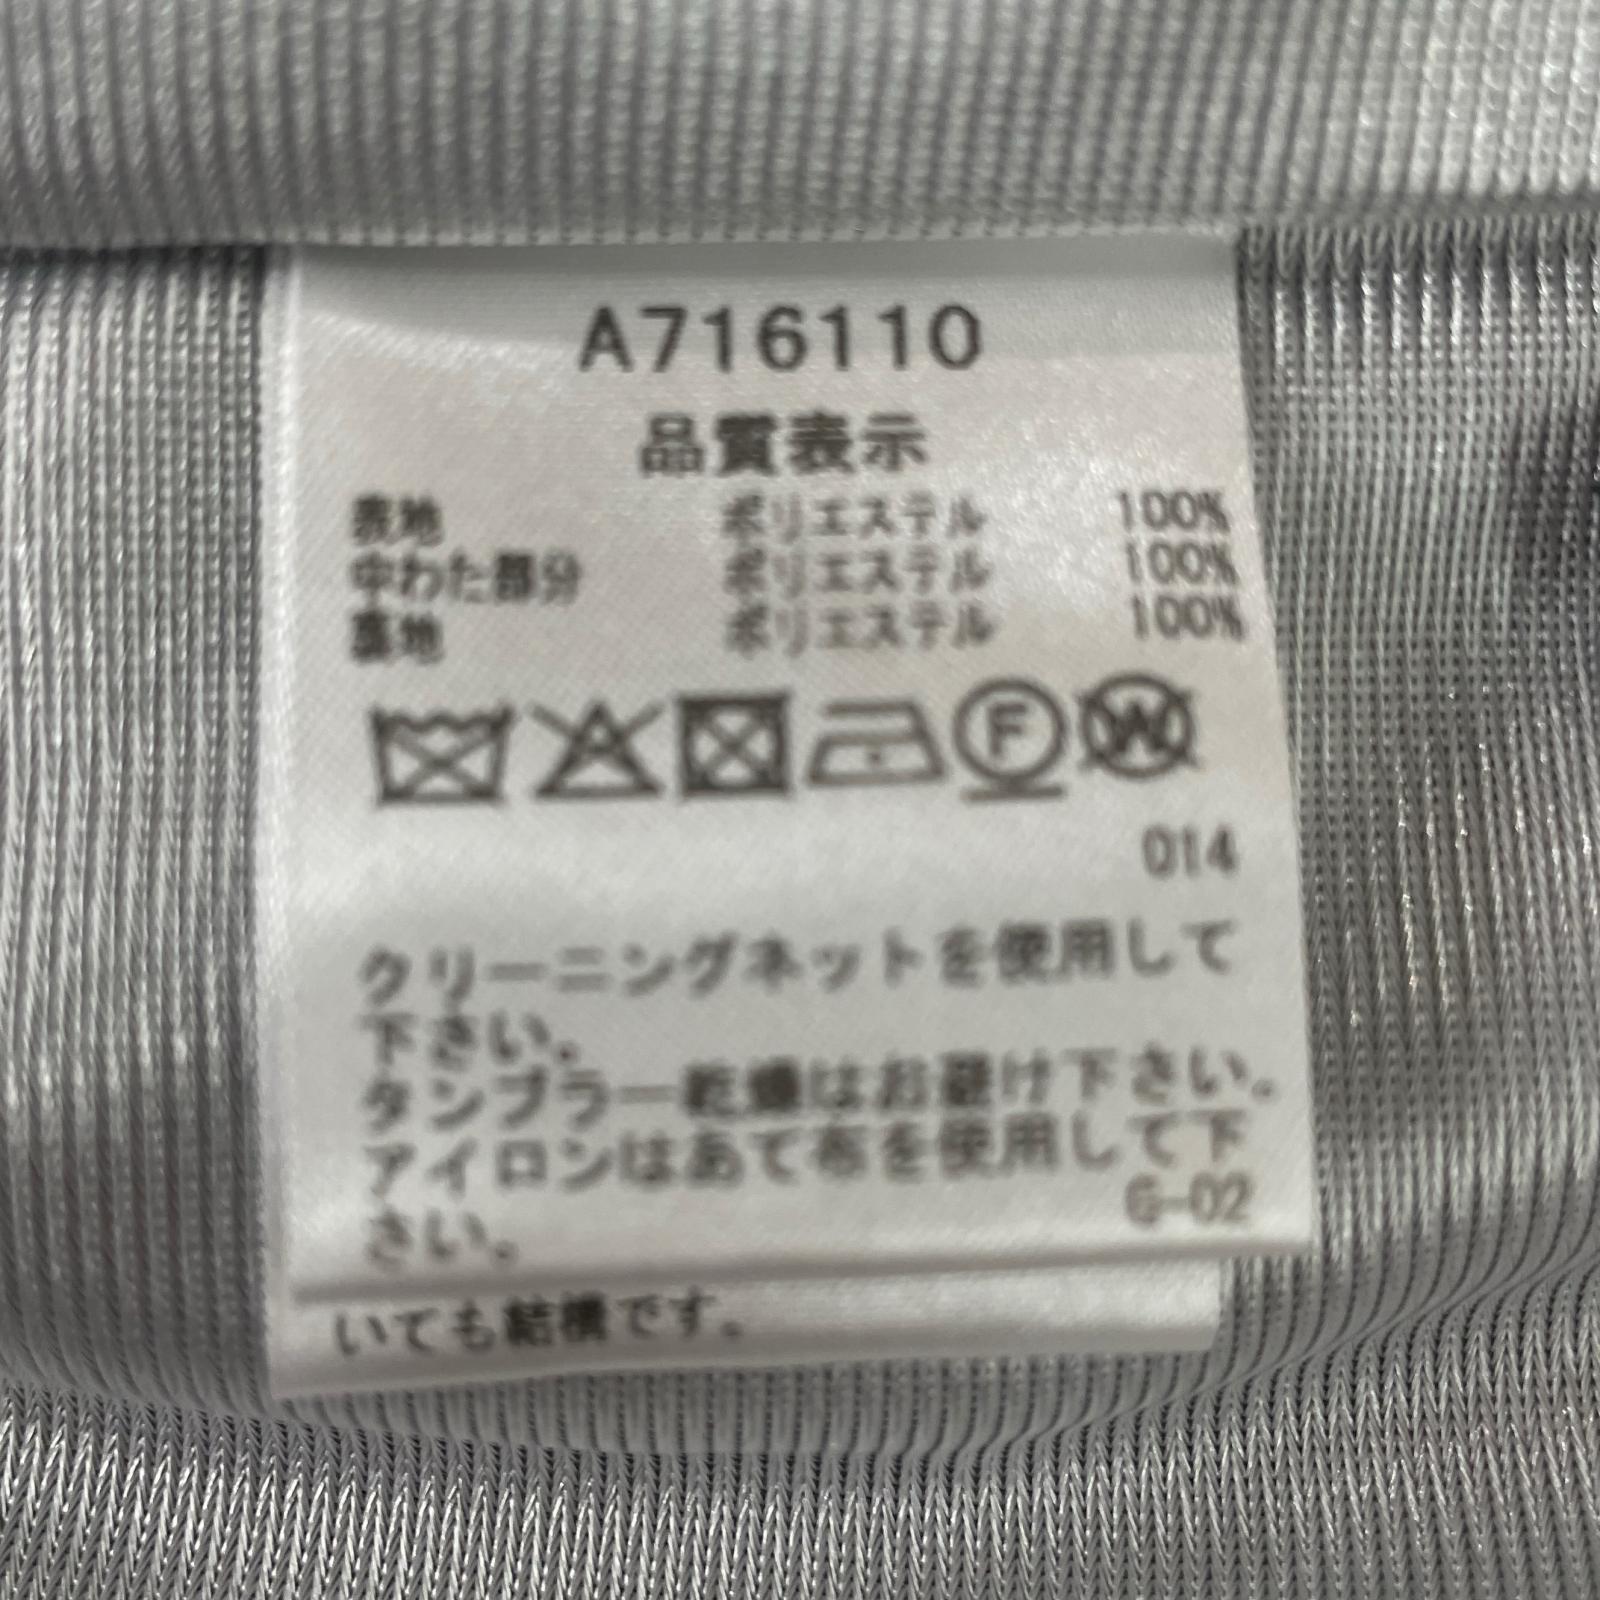 A716110
品質表示
表地 ポリエステル 100%
中わた部分 ポリエステル 100%
裏地 ポリエステル 100%
F W
014
クリーニングネットを使用して
下さい。
タンブラー乾燥はお避け下さい。
アイロンはあて布を使用して下
さい。 G-02
いても結構です。